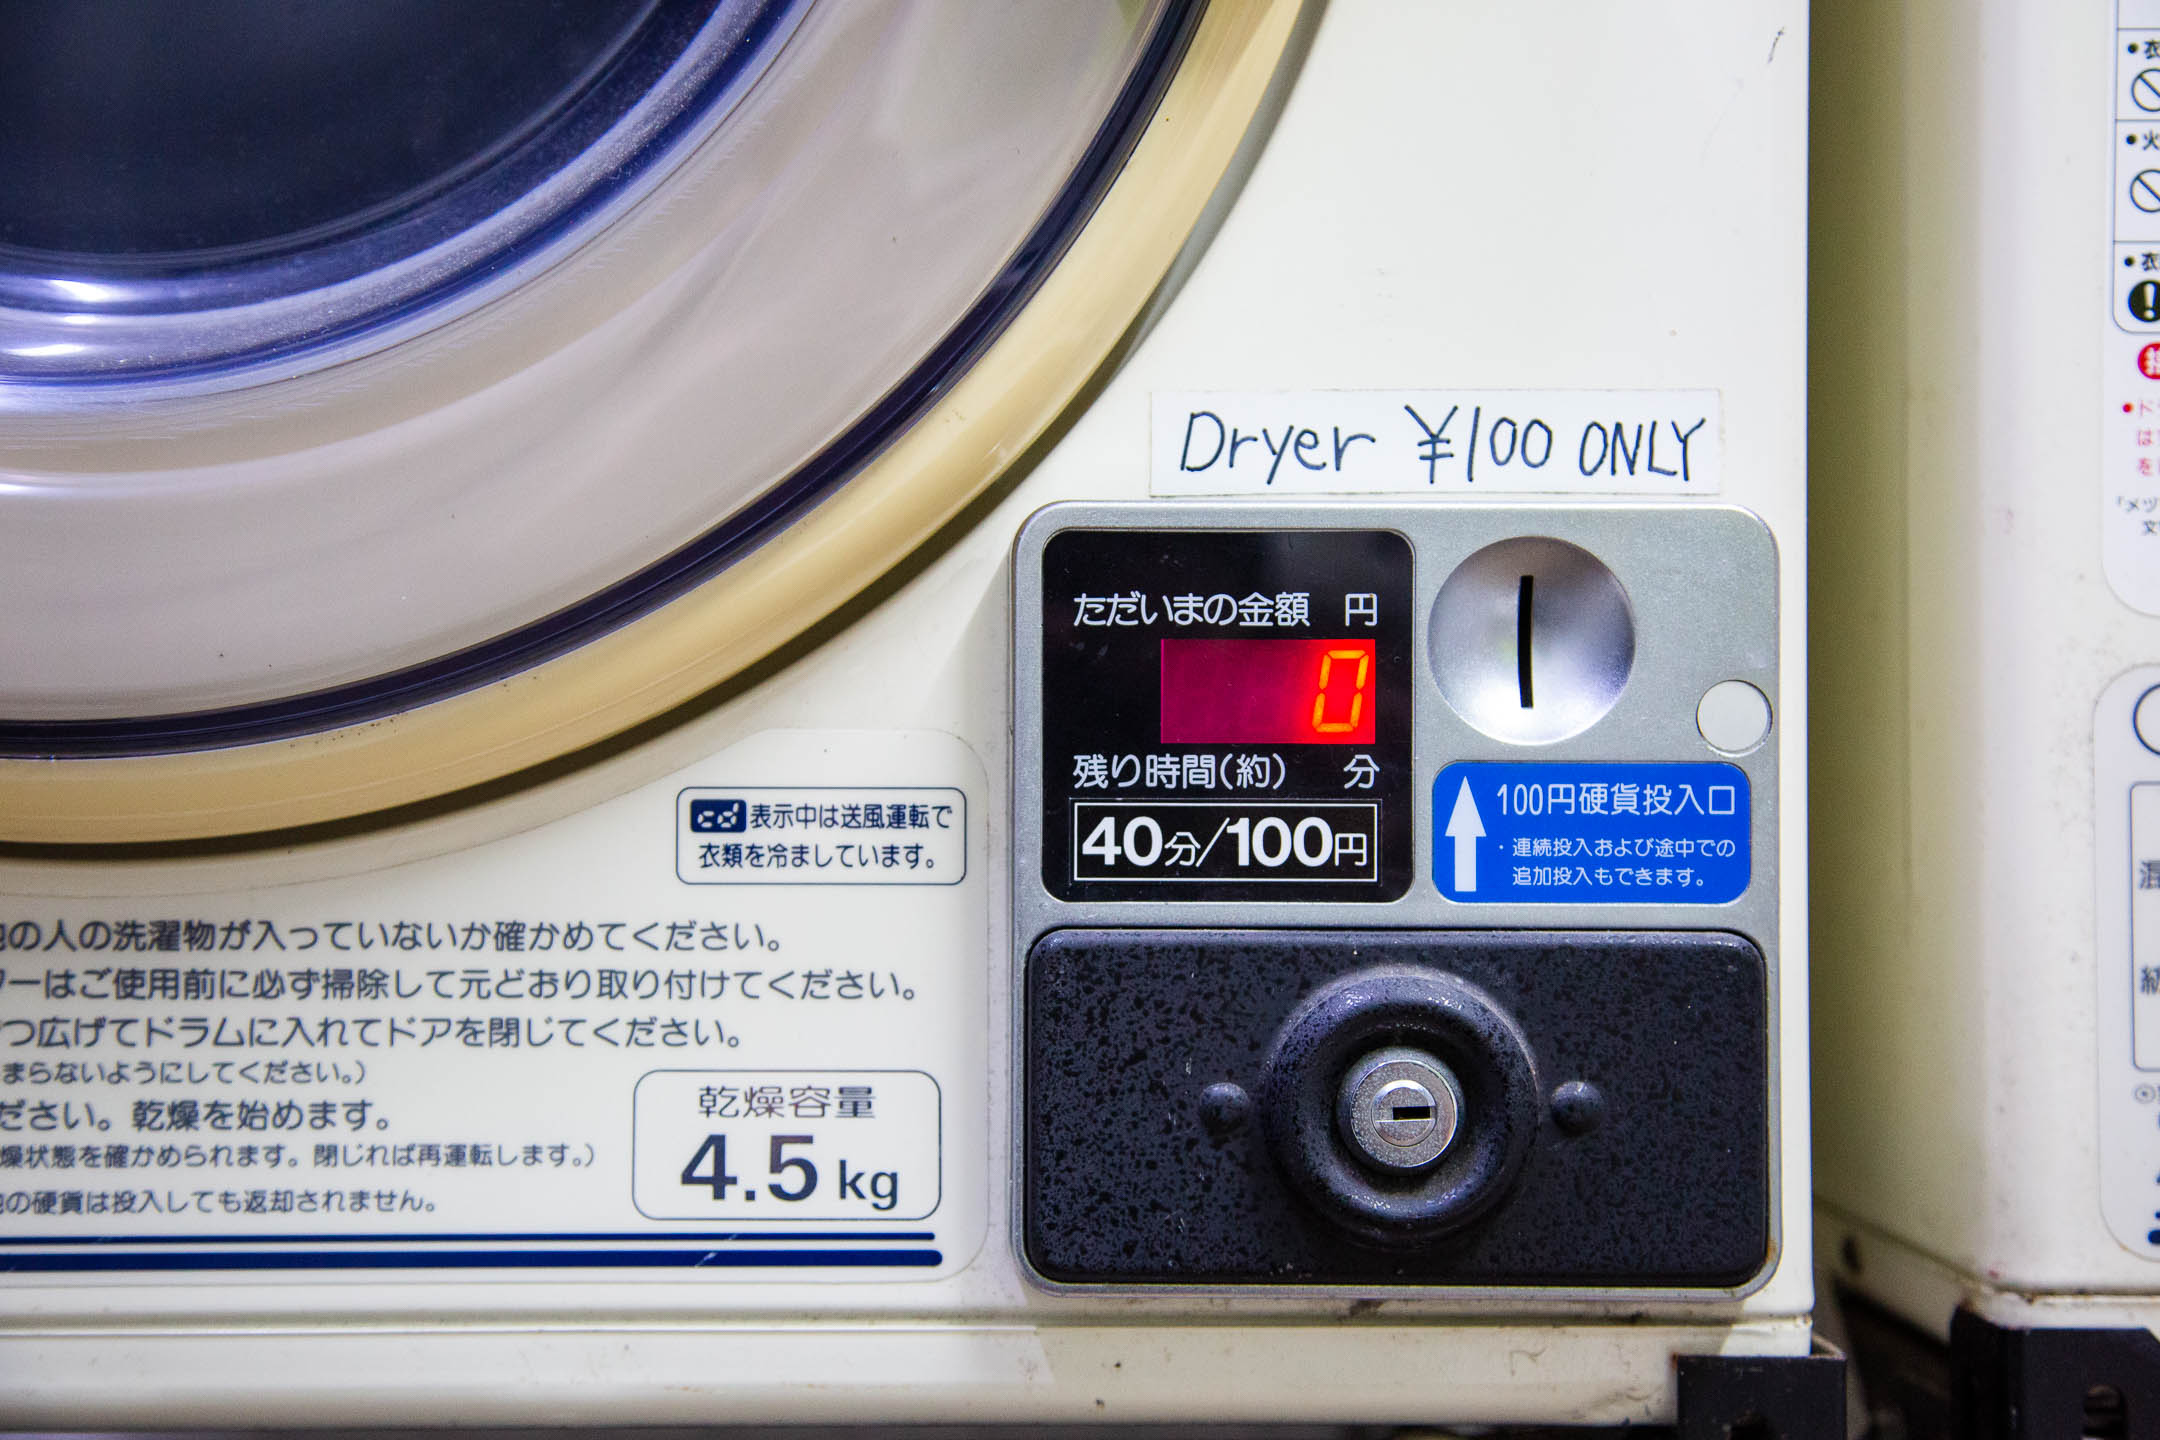 Dryer ¥100 ONLY
ただいまの金額 円
0
残り時間(約) 分
40分/100円
100円硬貨投入口
・連続投入および途中での
追加投入もできます。
cd 表示中は送風運転で
衣類を冷ましています。
の人の洗濯物が入っていないか確かめてください。
ーはご使用前に必ず掃除して元どおり取り付けてください。
つ広げてドラムに入れてドアを閉じてください。
まらないようにしてください。)
ださい。乾燥を始めます。
燥状態を確かめられます。閉じれば再運転します。)
の硬貨は投入しても返却されません。
乾燥容量
4.5 kg
・衣
・火
・衣
は
を
「メッ
文